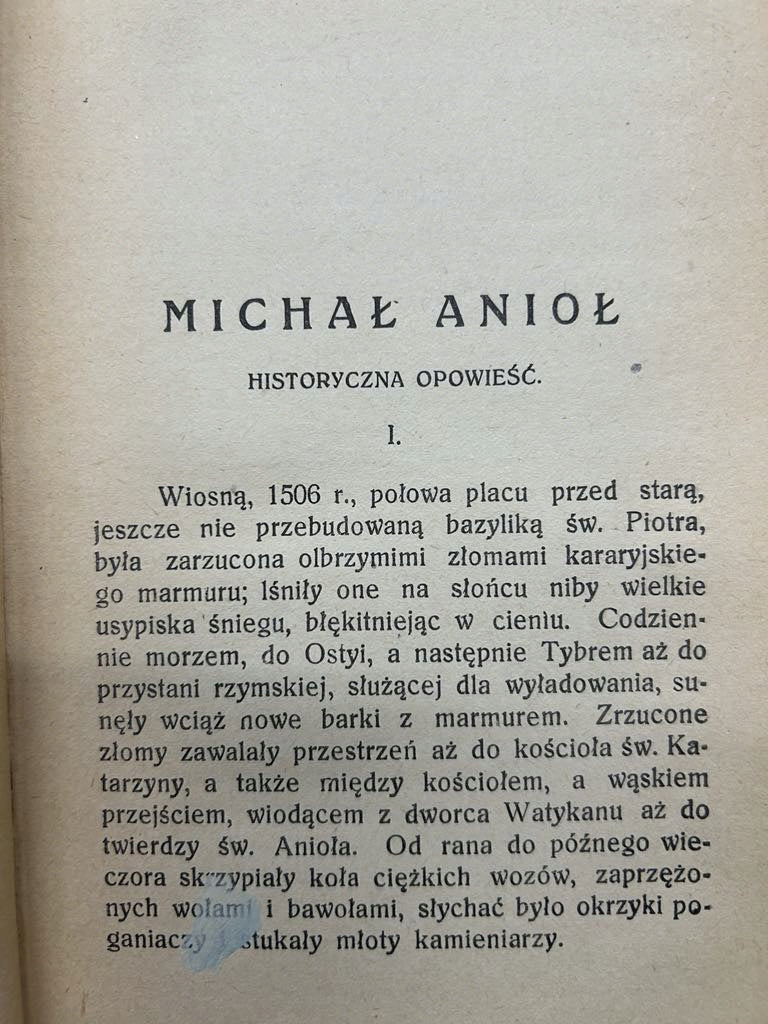 MICHAŁ ANIOŁ
HISTORYCZNA OPOWIEŚĆ.
I.
Wiosną, 1506 r., połowa placu przed starą,
jeszcze nie przebudowaną bazyliką św. Piotra,
była zarzucona olbrzymimi złomami kararyjskie-
go marmuru; lśniły one na słońcu niby wielkie
usypiska śniegu, błękitniejąc w cieniu. Codzien-
nie morzem, do Ostyi, a następnie Tybrem aż do
przystani rzymskiej, służącej dla wyładowania, su-
nęły wciąż nowe barki z marmurem. Zrzucone
złomy zawalały przestrzeń aż do kościoła św. Ka-
tarzyny, a także między kościołem, a wąskiem
przejściem, wiodącem z dworca Watykanu aż do
twierdzy św. Anioła. Od rana do późnego wie-
czora skrzypiały koła ciężkich wozów, zaprzężo-
nych wołami i bawołami, słychać było okrzyki po-
ganiaczy i stukały młoty kamieniarzy.